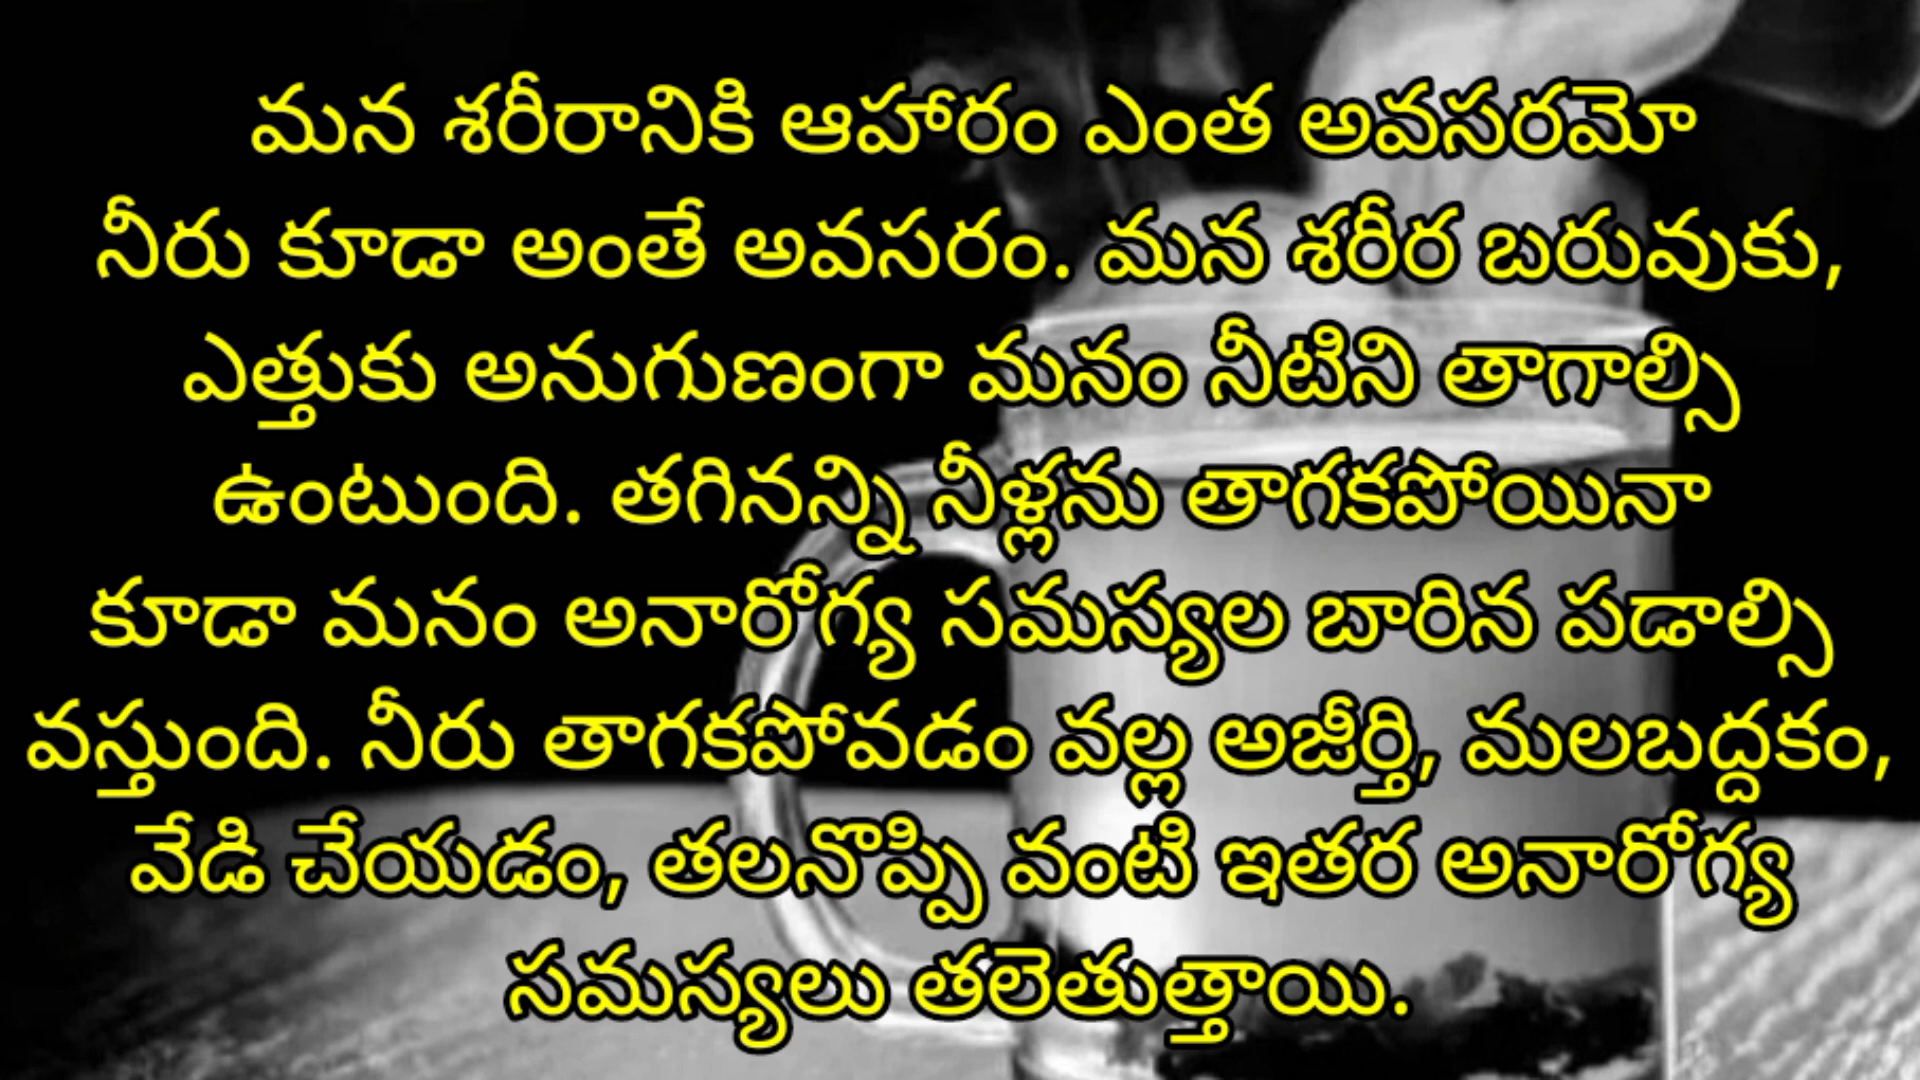 మన శరీరానికి ఆహారం ఎంత అవసరమో
నీరు కూడా అంతే అవసరం. మన శరీర బరువుకు,
ఎత్తుకు అనుగుణంగా మనం నీటిని తాగాల్సి
ఉంటుంది. తగినన్ని నీళ్లను తాగకపోయినా
కూడా మనం అనారోగ్య సమస్యల బారిన పడాల్సి
వస్తుంది. నీరు తాగకపోవడం వల్ల అజీర్తి, మలబద్దకం,
వేడి చేయడం, తలనొప్పి వంటి ఇతర అనారోగ్య
సమస్యలు తలెతుత్తాయి.